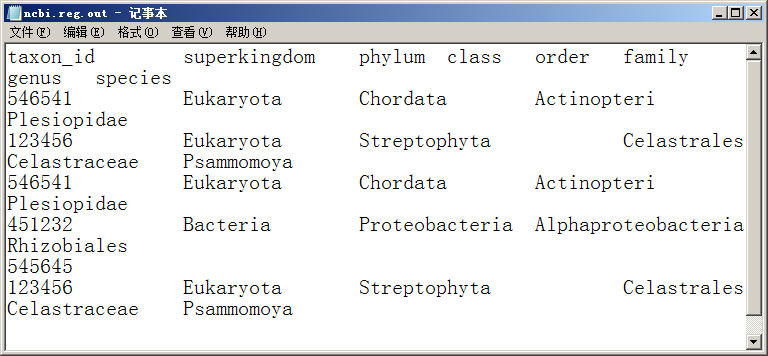 ncbi.reg.out - 记事本
文件(F) 编辑(E) 格式(O) 查看(V) 帮助(H)
taxon_id superkingdom phylum class order family
genus species
546541 Eukaryota Chordata Actinopteri
Plesiopidae
123456 Eukaryota Streptophyta Celastrales
Celastraceae Psammomoya
546541 Eukaryota Chordata Actinopteri
Plesiopidae
451232 Bacteria Proteobacteria Alphaproteobacteria
Rhizobiales
545645
123456 Eukaryota Streptophyta Celastrales
Celastraceae Psammomoya